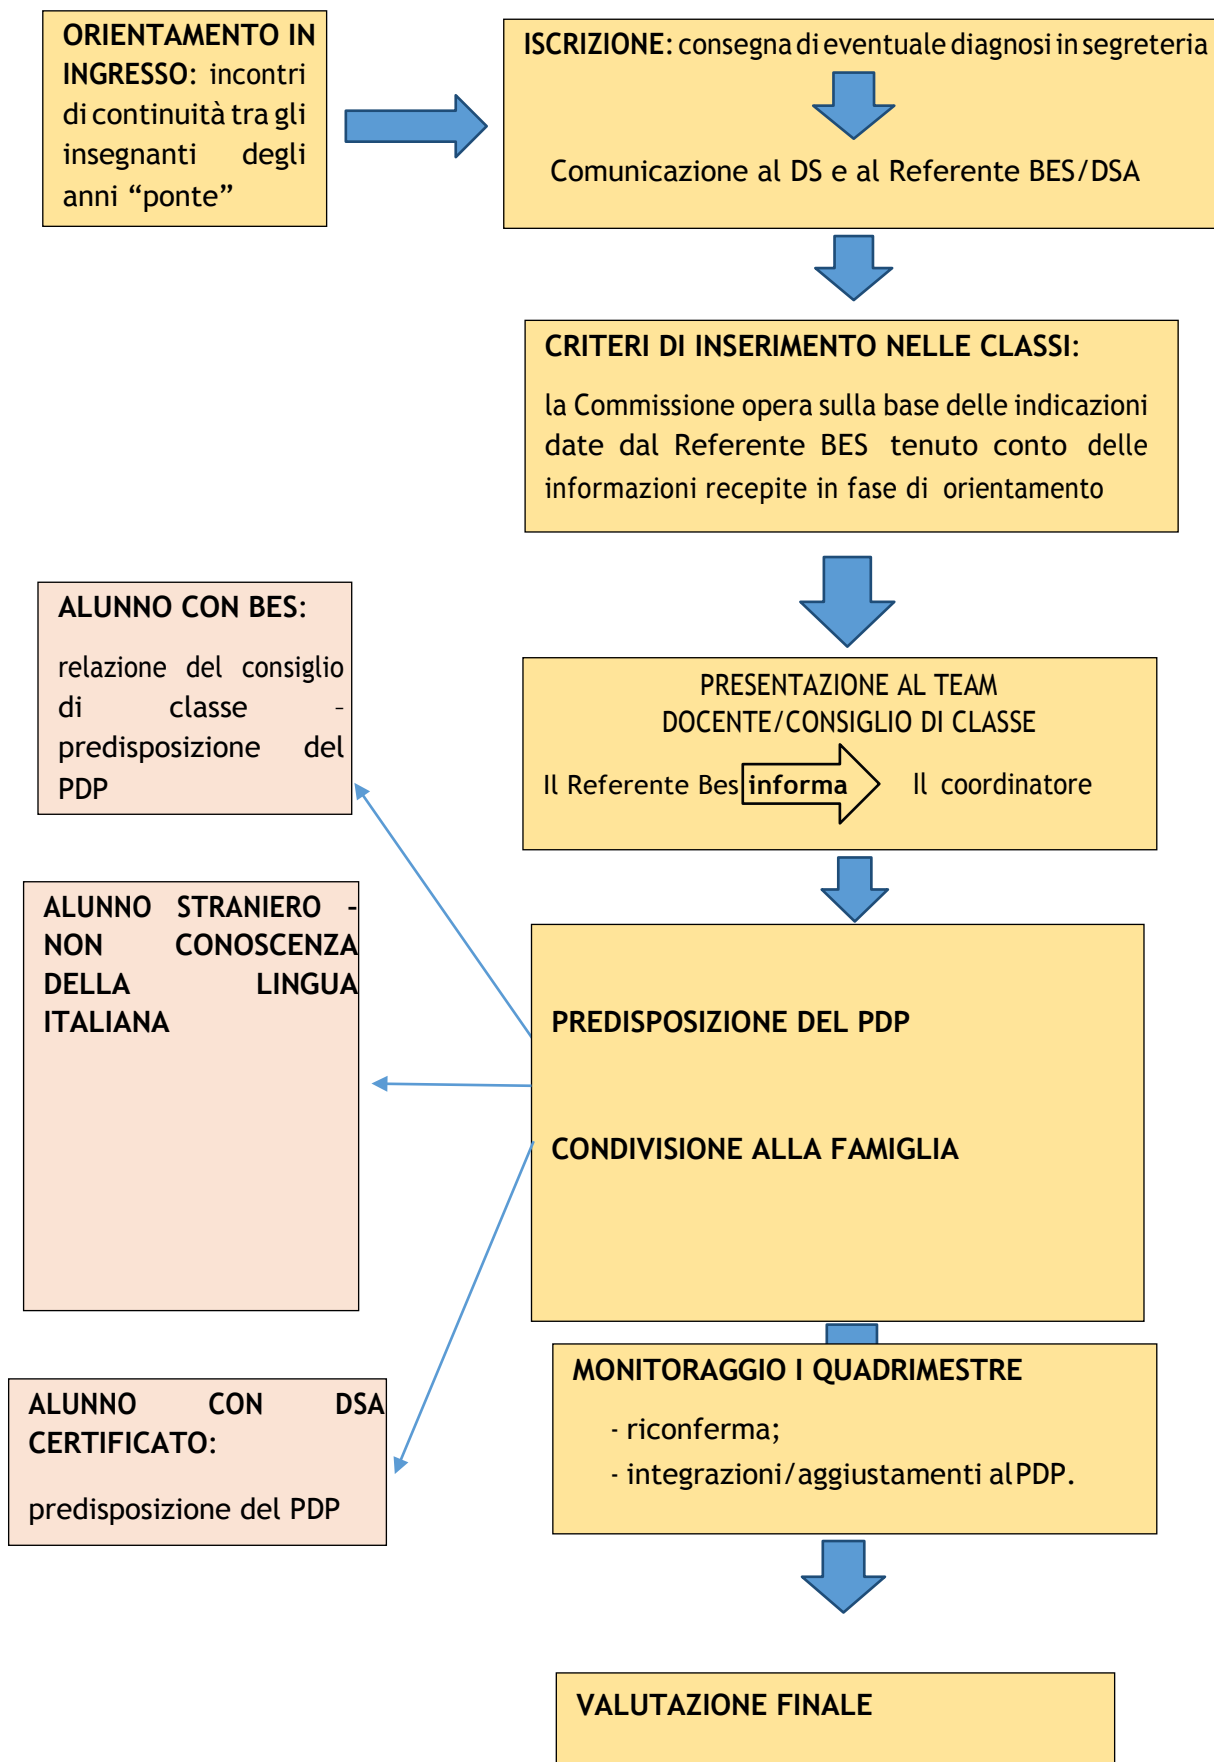 ORIENTAMENTO IN
INGRESSO: incontri
di continuità tra gli
insegnanti degli
anni “ponte”
ISCRIZIONE: consegna di eventuale diagnosi in segreteria
Comunicazione al DS e al Referente BES/DSA
CRITERI DI INSERIMENTO NELLE CLASSI:
la Commissione opera sulla base delle indicazioni
date dal Referente BES tenuto conto delle
informazioni recepite in fase di orientamento
PRESENTAZIONE AL TEAM
DOCENTE/CONSIGLIO DI CLASSE
Il Referente Bes informa Il coordinatore
ALUNNO CON BES:
relazione del consiglio
di classe –
predisposizione del
PDP
ALUNNO STRANIERO -
NON CONOSCENZA
DELLA LINGUA
ITALIANA
PREDISPOSIZIONE DEL PDP
CONDIVISIONE ALLA FAMIGLIA
ALUNNO CON DSA
CERTIFICATO:
predisposizione del PDP
MONITORAGGIO I QUADRIMESTRE
- riconferma;
- integrazioni/aggiustamenti al PDP.
VALUTAZIONE FINALE